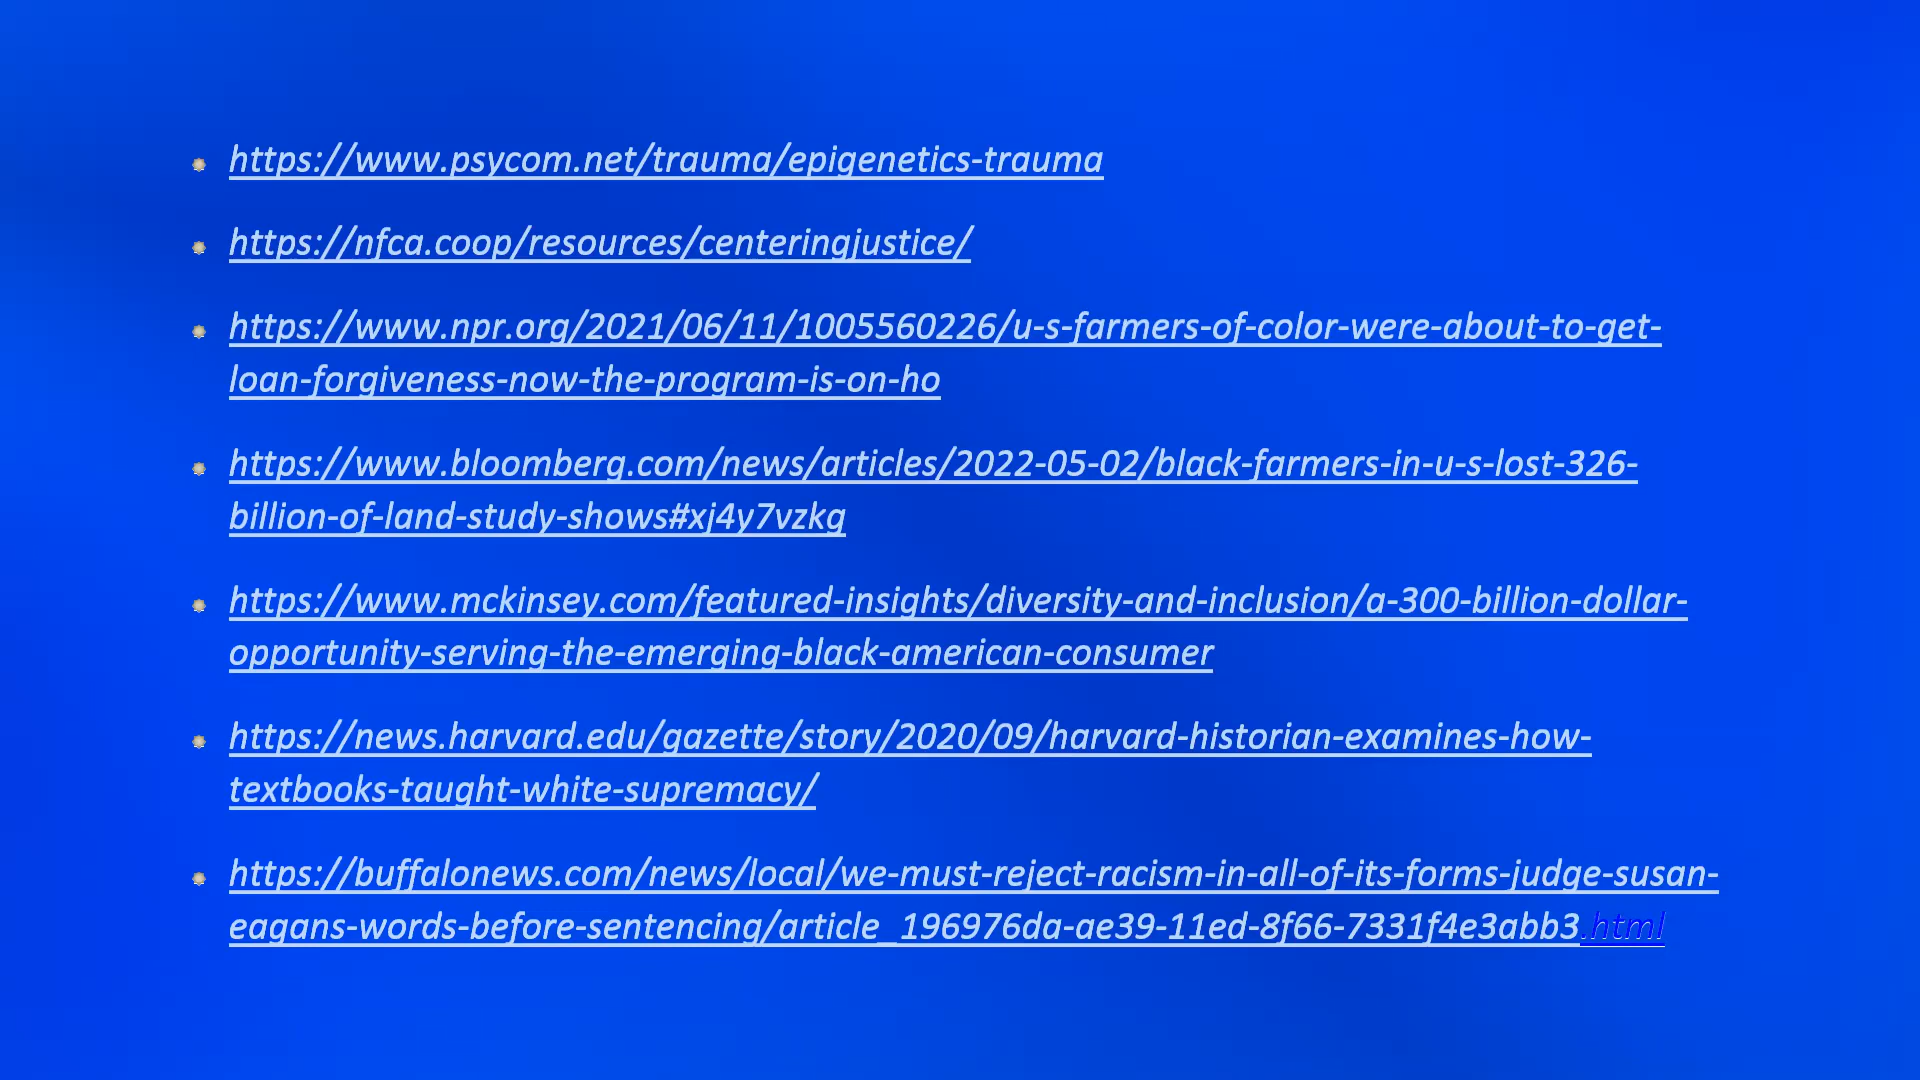 https://www.psycom.net/trauma/epigenetics-trauma
https://nfca.coop/resources/centeringjustice/
https://www.npr.org/2021/06/11/1005560226/u-s-farmers-of-color-were-about-to-get-
loan-forgiveness-now-the-program-is-on-ho
https://www.bloomberg.com/news/articles/2022-05-02/black-farmers-in-u-s-lost-326-
billion-of-land-study-shows#xj4y7vzkg
https://www.mckinsey.com/featured-insights/diversity-and-inclusion/a-300-billion-dollar-
opportunity-serving-the-emerging-black-american-consumer
https://news.harvard.edu/gazette/story/2020/09/harvard-historian-examines-how-
textbooks-taught-white-supremacy/
https://buffalonews.com/news/local/we-must-reject-racism-in-all-of-its-forms-judge-susan-
eagans-words-before-sentencing/article_196976da-ae39-11ed-8f66-7331f4e3abb3.html